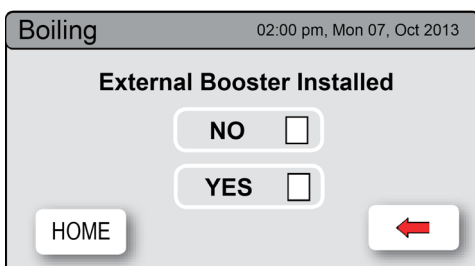 Boiling 02:00 pm, Mon 07, Oct 2013
External Booster Installed
NO
YES
HOME